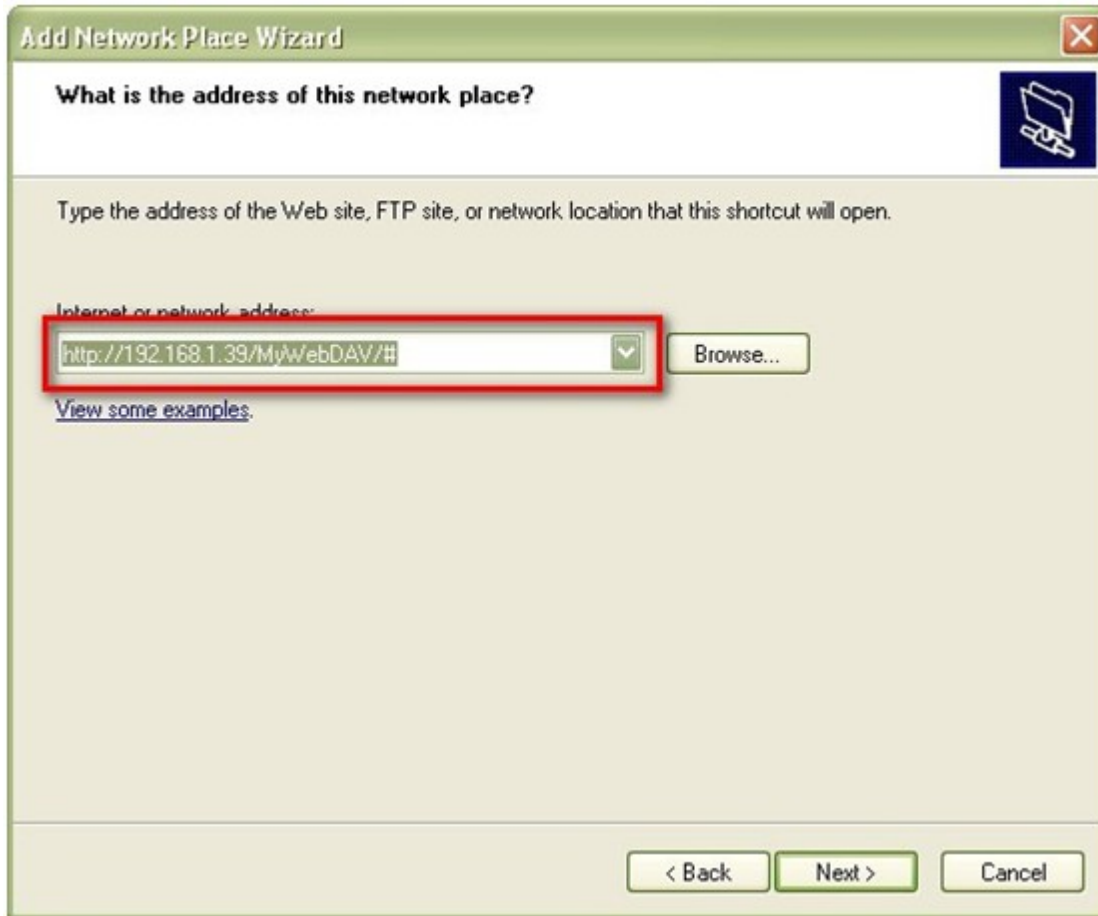 Add Network Place Wizard
What is the address of this network place?
Type the address of the Web site, FTP site, or network location that this shortcut will open.
Internet or network address:
http://192.168.1.39/MyWebDAV/#
Browse...
View some examples.
< Back
Next >
Cancel